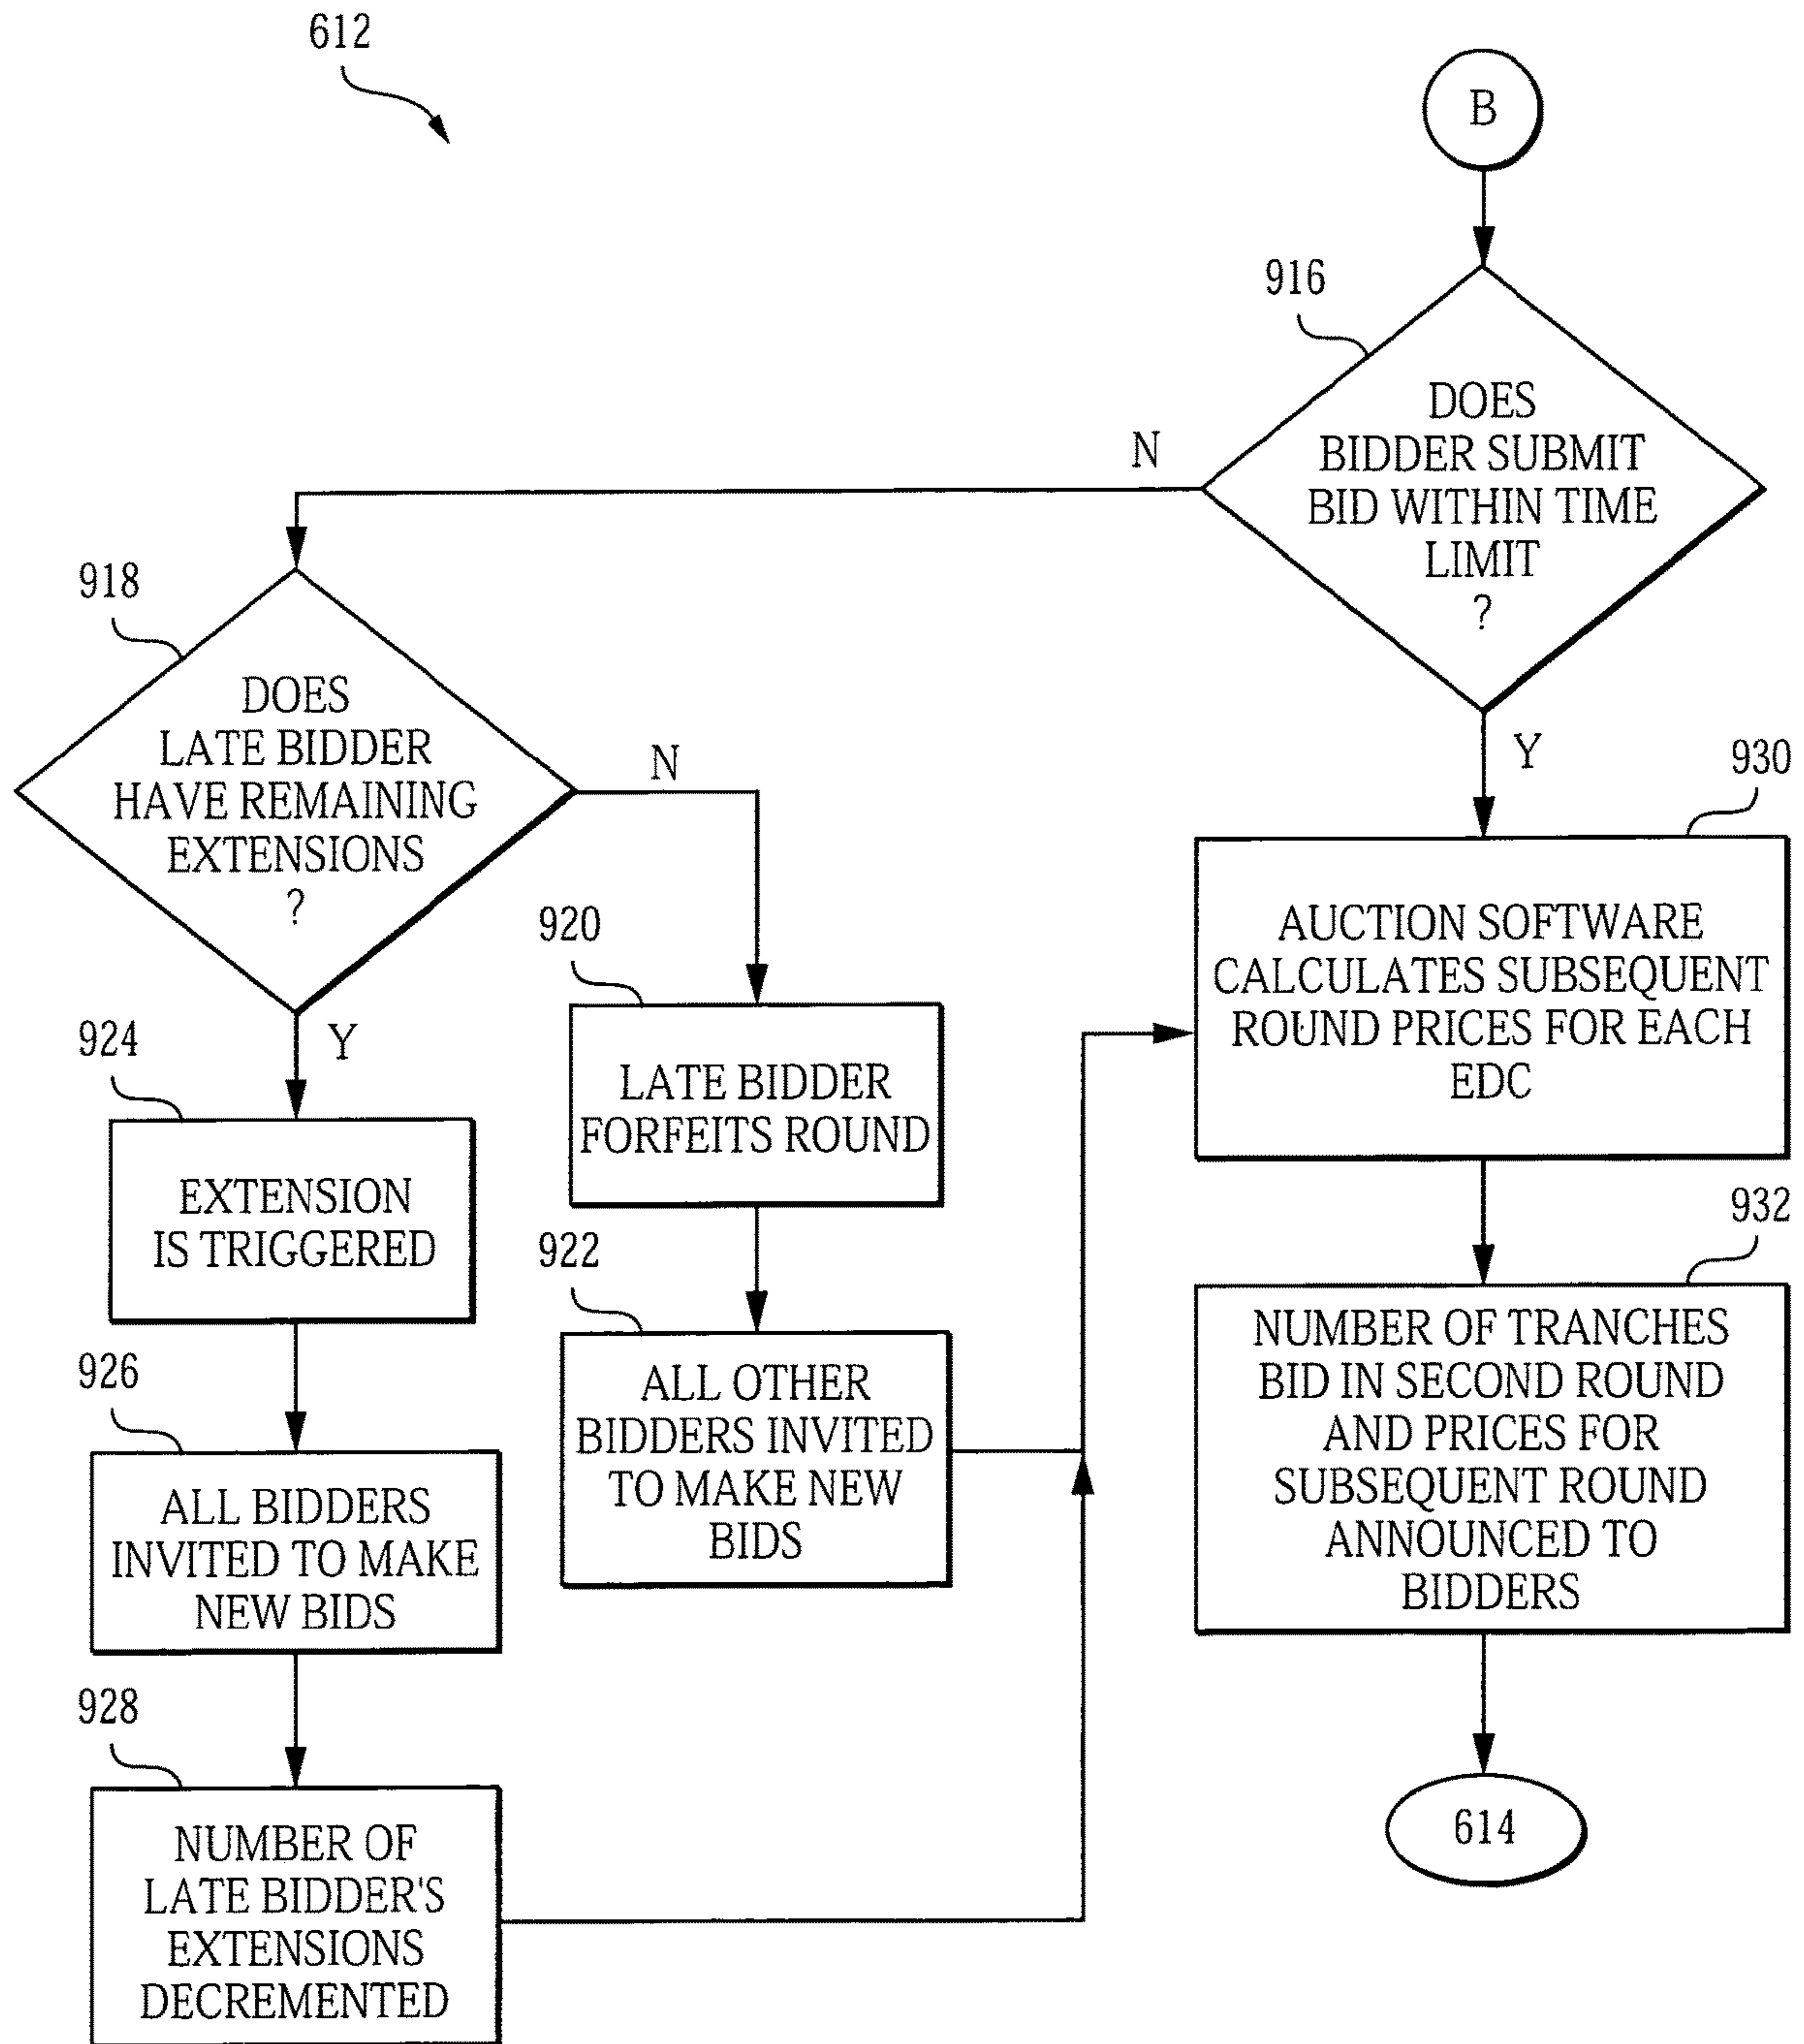 612
B
916
DOES
BIDDER SUBMIT
BID WITHIN TIME
LIMIT
?
N
Y
918
DOES
LATE BIDDER
HAVE REMAINING
EXTENSIONS
?
N
Y
920
LATE BIDDER
FORFEITS ROUND
922
ALL OTHER
BIDDERS INVITED
TO MAKE NEW
BIDS
924
EXTENSION
IS TRIGGERED
926
ALL BIDDERS
INVITED TO MAKE
NEW BIDS
928
NUMBER OF
LATE BIDDER'S
EXTENSIONS
DECREMENTED
930
AUCTION SOFTWARE
CALCULATES SUBSEQUENT
ROUND PRICES FOR EACH
EDC
932
NUMBER OF TRANCHES
BID IN SECOND ROUND
AND PRICES FOR
SUBSEQUENT ROUND
ANNOUNCED TO
BIDDERS
614